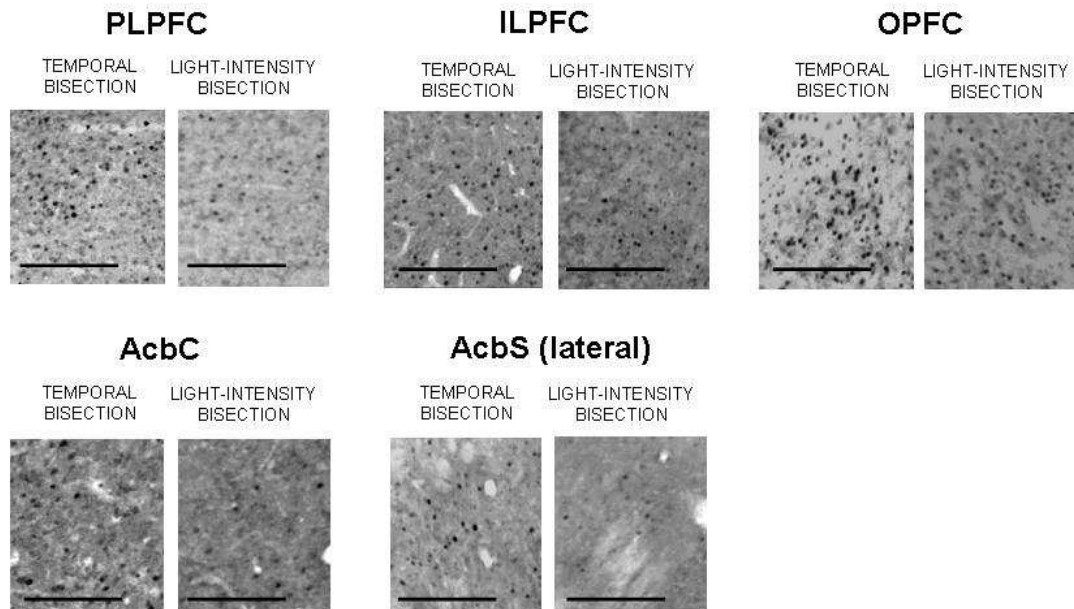 PLPFC
TEMPORAL BISECTION
LIGHT-INTENSITY BISECTION
ILPFC
TEMPORAL BISECTION
LIGHT-INTENSITY BISECTION
OPFC
TEMPORAL BISECTION
LIGHT-INTENSITY BISECTION
AcbC
TEMPORAL BISECTION
LIGHT-INTENSITY BISECTION
AcbS (lateral)
TEMPORAL BISECTION
LIGHT-INTENSITY BISECTION